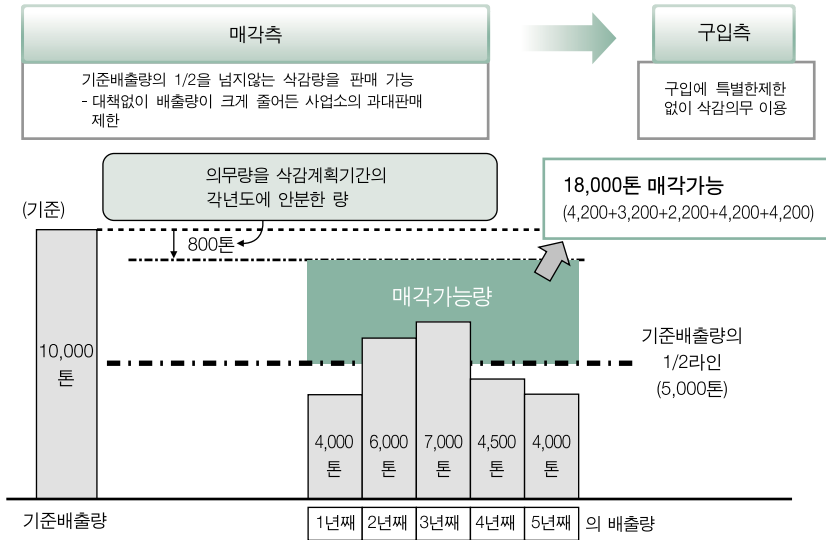 매각측
구입측
기준배출량의 1/2을 넘지않는 삭감량을 판매 가능
- 대책없이 배출량이 크게 줄어든 사업소의 과대판매
제한
구입에 특별한제한
없이 삭감의무 이용
의무량을 삭감계획기간의
각년도에 안분한 량
18,000톤 매각가능
(4,200+3,200+2,200+4,200+4,200)
(기준)
800톤
매각가능량
기준배출량의
1/2라인
(5,000톤)
10,000
톤
4,000
톤
6,000
톤
7,000
톤
4,500
톤
4,000
톤
기준배출량
1년째 2년째 3년째 4년째 5년째 의 배출량